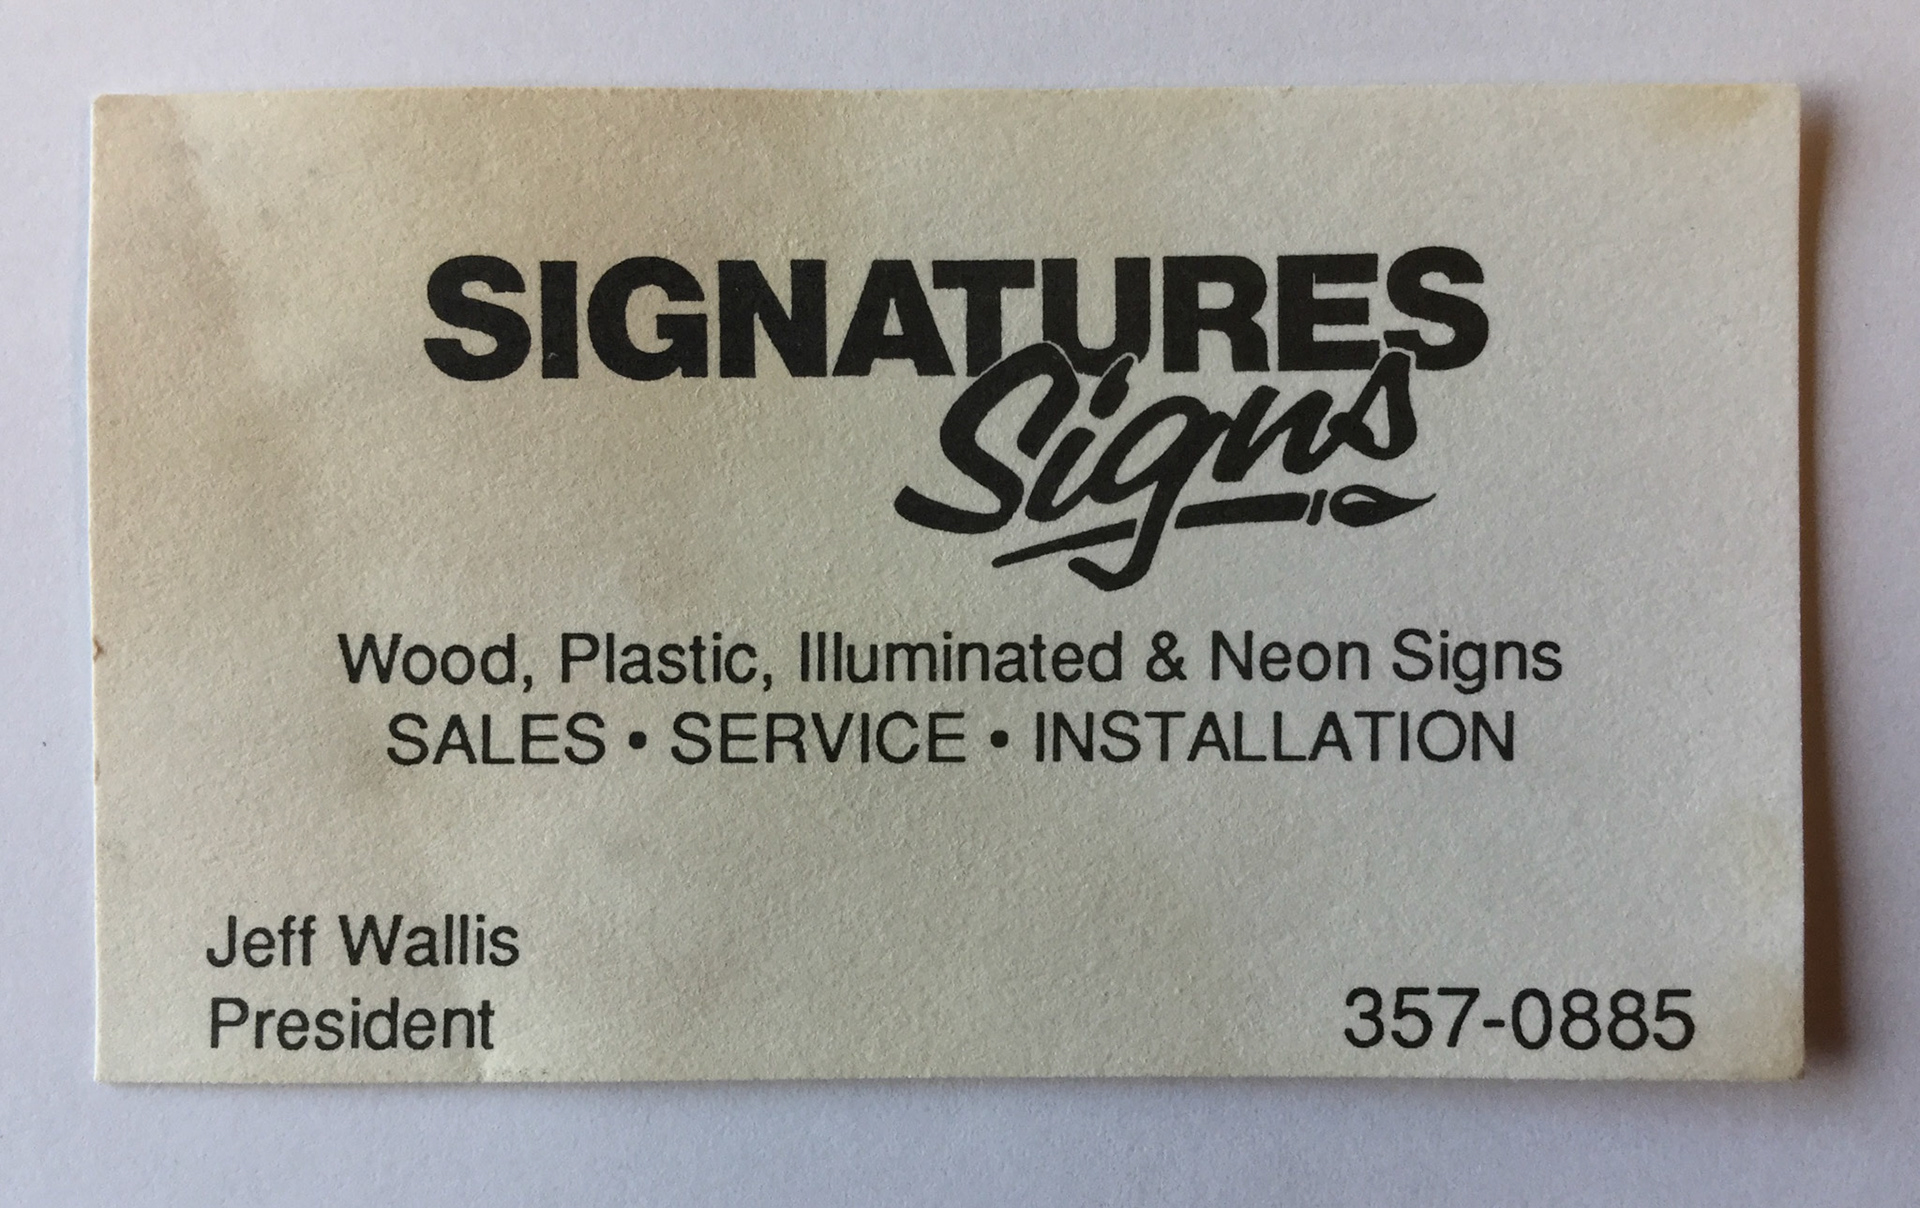 SIGNATURES
Signs
Wood, Plastic, Illuminated & Neon Signs
SALES • SERVICE • INSTALLATION
Jeff Wallis
President
357-0885